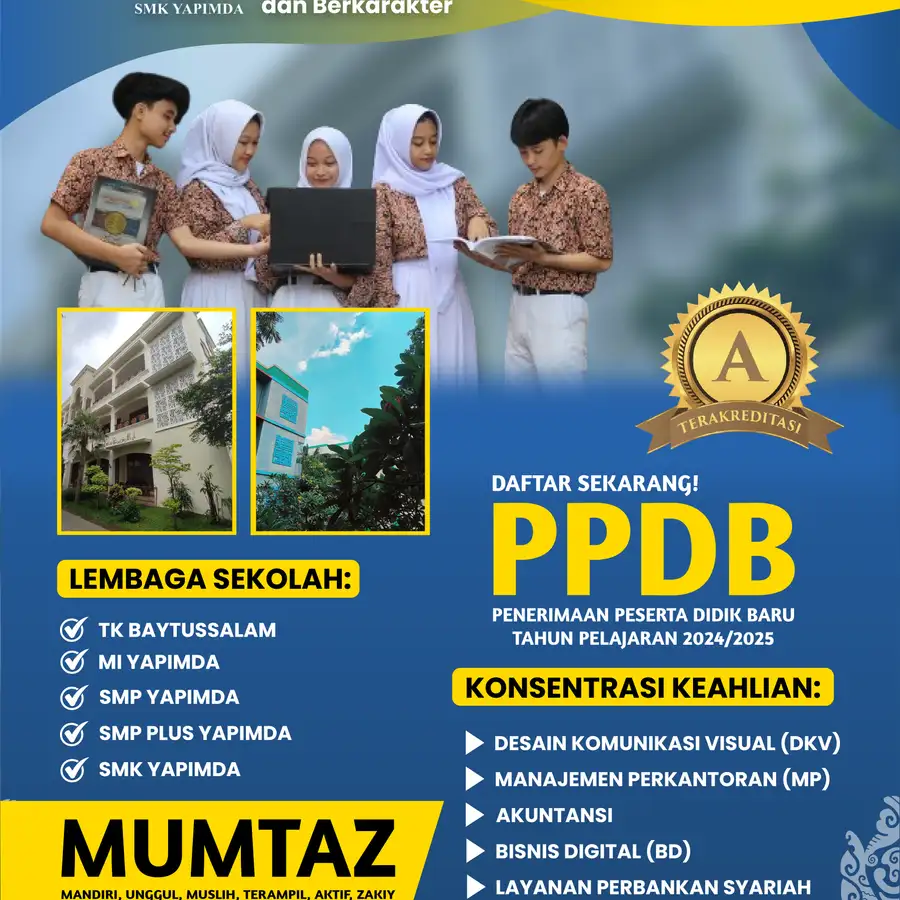 SMK YAPIMDA
dan Berkarakter
A
TERAKREDITASI
DAFTAR SEKARANG!
PPDB
PENERIMAAN PESERTA DIDIK BARU
TAHUN PELAJARAN 2024/2025
LEMBAGA SEKOLAH:
TK BAYTUSSALAM
MI YAPIMDA
SMP YAPIMDA
SMP PLUS YAPIMDA
SMK YAPIMDA
KONSENTRASI KEAHLIAN:
DESAIN KOMUNIKASI VISUAL (DKV)
MANAJEMEN PERKANTORAN (MP)
AKUNTANSI
BISNIS DIGITAL (BD)
LAYANAN PERBANKAN SYARIAH
MUMTAZ
MANDIRI, UNGGUL, MUSLIH, TERAMPIL, AKTIF, ZAKIY